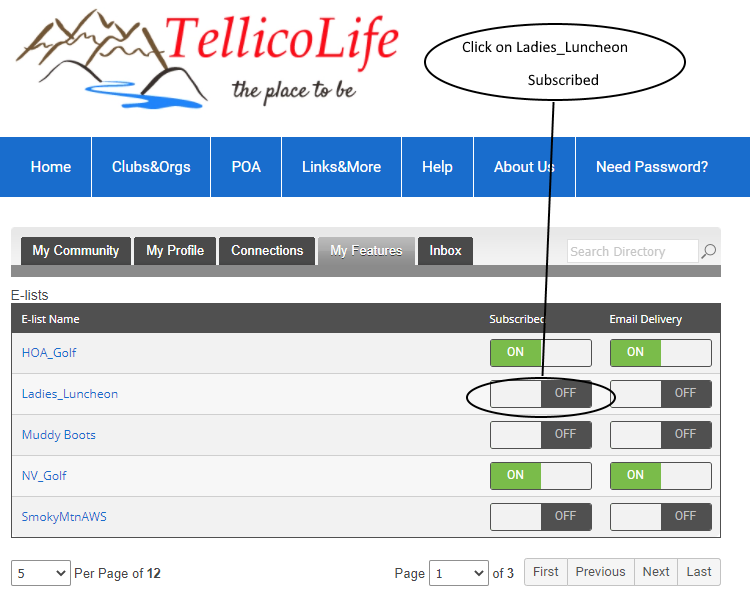 TellicoLife
the place to be
Click on Ladies_Luncheon
Subscribed
Home Clubs&Orgs POA Links&More Help About Us Need Password?
My Community My Profile Connections My Features Inbox Search Directory
E-lists
E-list Name Subscribed Email Delivery
HOA_Golf ON ON
Ladies_Luncheon OFF OFF
Muddy Boots OFF OFF
NV_Golf ON ON
SmokyMtnAWS OFF OFF
5 Per Page of 12 Page 1 of 3 First Previous Next Last